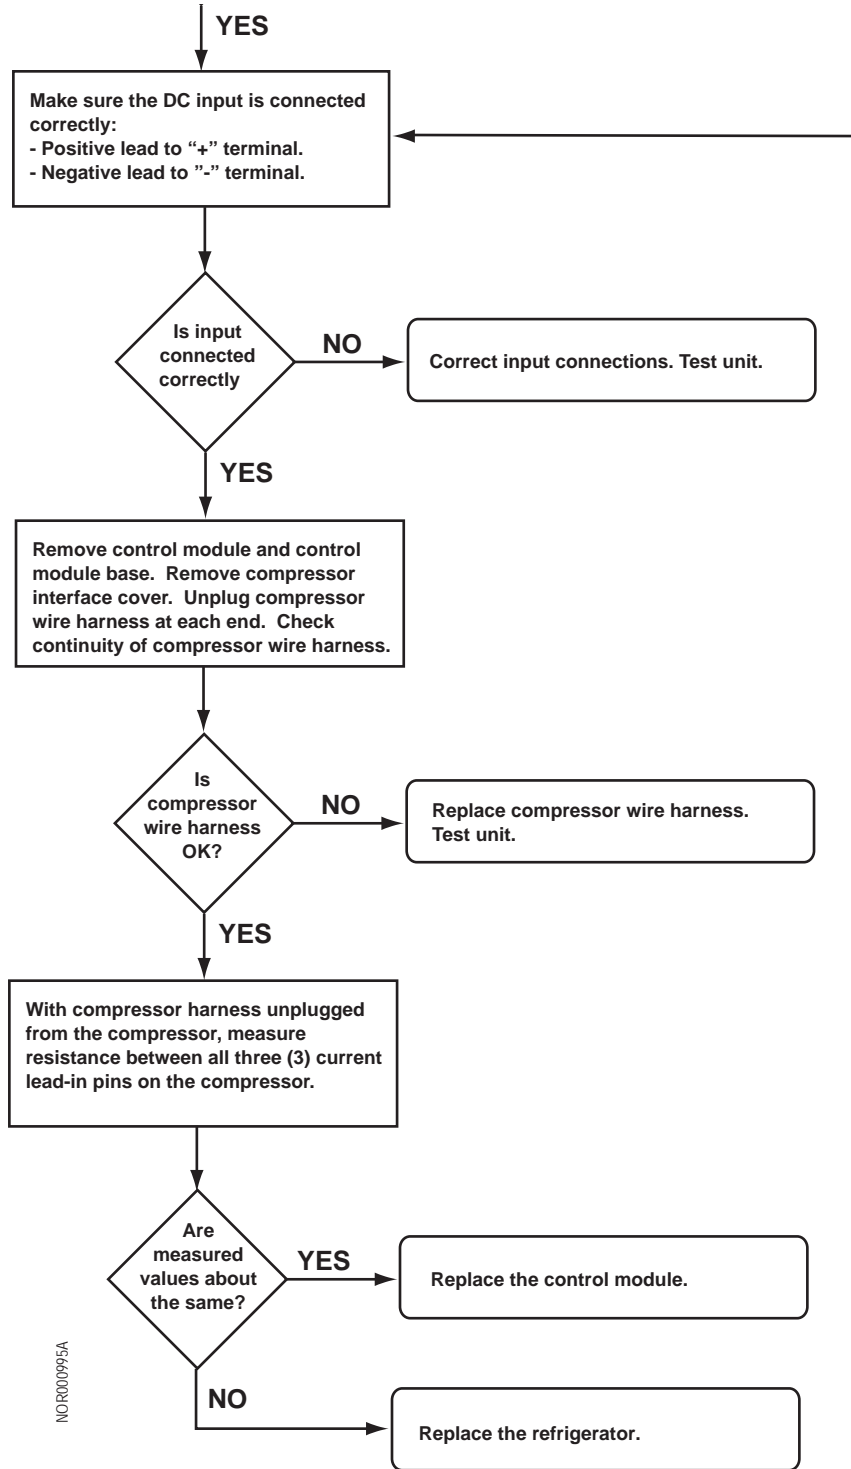 YES
Make sure the DC input is connected
correctly:
- Positive lead to “+” terminal.
- Negative lead to ”-” terminal.
Is input
connected
correctly
NO
Correct input connections. Test unit.
YES
Remove control module and control
module base.  Remove compressor
interface cover.  Unplug compressor
wire harness at each end.  Check
continuity of compressor wire harness.
Is
compressor
wire harness
OK?
NO
Replace compressor wire harness.
Test unit.
YES
With compressor harness unplugged
from the compressor, measure
resistance between all three (3) current
lead-in pins on the compressor.
Are
measured
values about
the same?
YES
Replace the control module.
NO
Replace the refrigerator.
NOR000995A